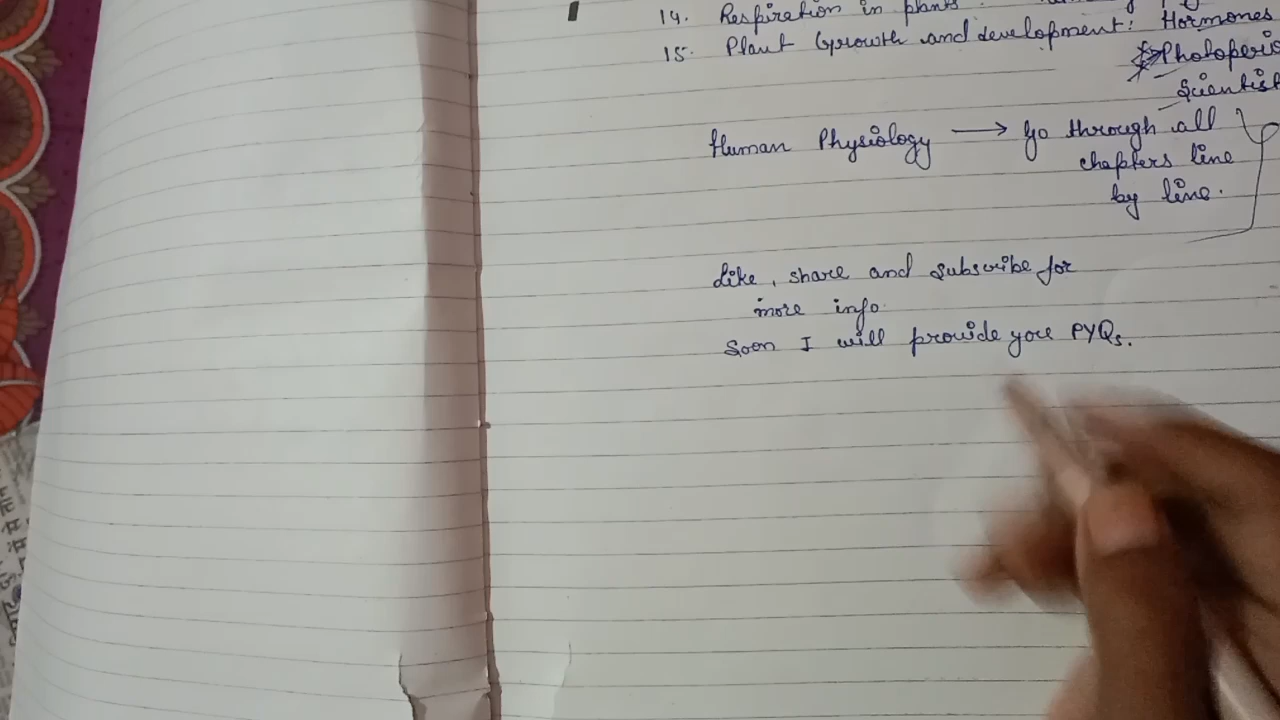 14. Respiration in plants
15. Plant Growth and development: Hormones
Photoperio
Scientist
Human Physiology → Go through all
chapters line
by line.
Like, share and subscribe for
more info.
Soon I will provide you PYQs.